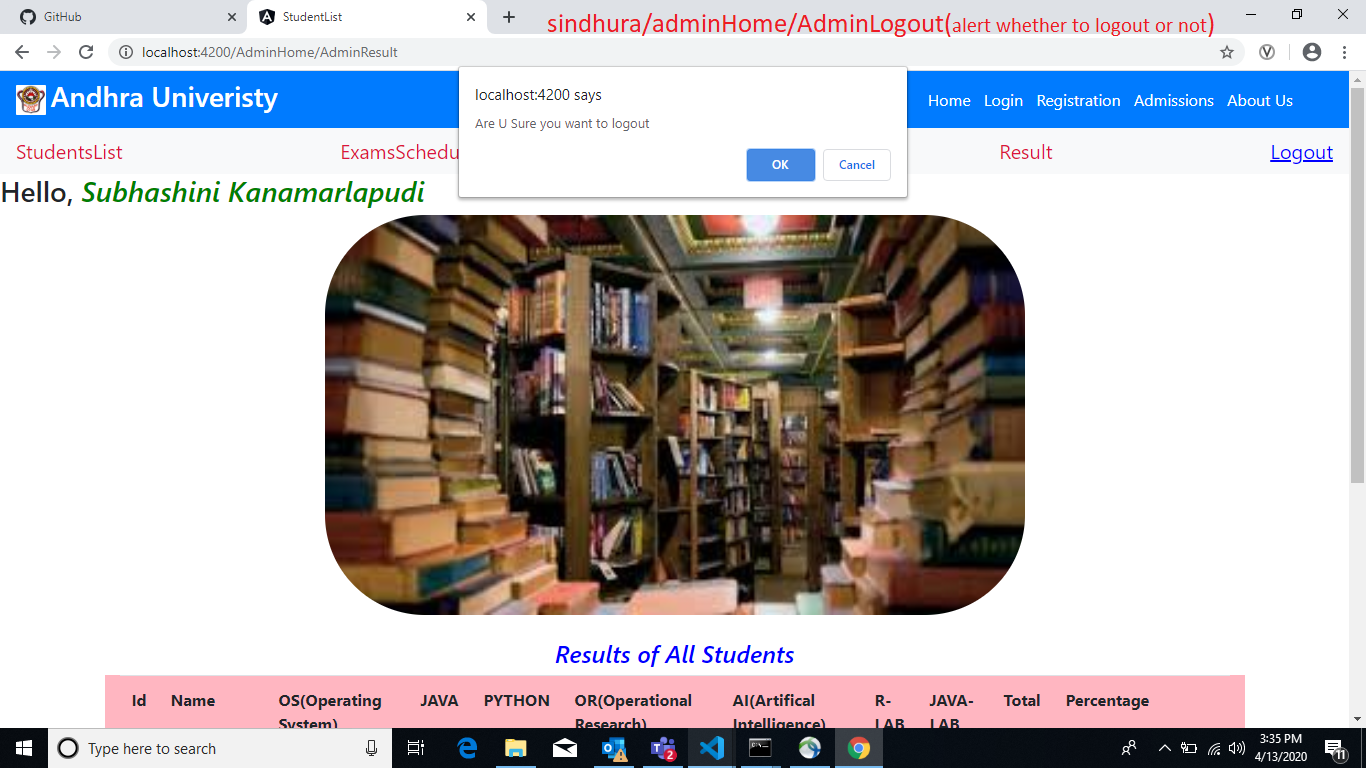 GitHub
StudentList
sindhura/adminHome/AdminLogout(alert whether to logout or not)
localhost:4200/AdminHome/AdminResult
Andhra Univeristy
Home Login Registration Admissions About Us
localhost:4200 says
Are U Sure you want to logout
OK Cancel
StudentsList ExamsSchedu Result Logout
Hello, Subhashini Kanamarlapudi
Results of All Students
Id Name OS(Operating JAVA PYTHON OR(Operational AI(Artifical R- JAVA- Total Percentage
System) Research) Intelligence) LAB LAB
Type here to search
2
3:35 PM
4/13/2020
11